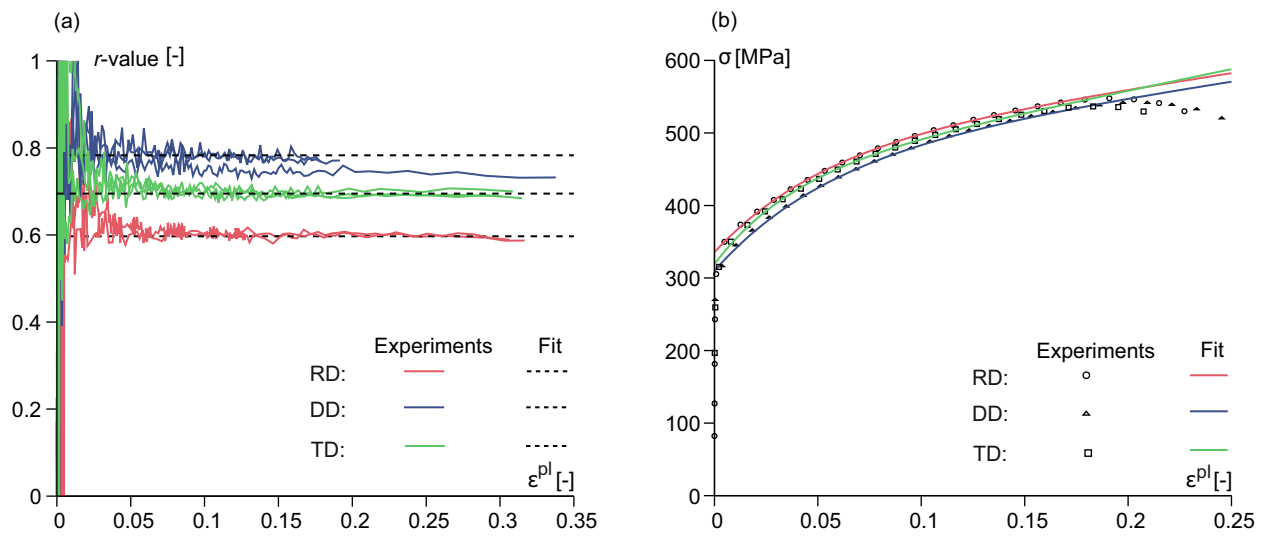 (a)
r-value [-]
1
0.8
0.6
0.4
0.2
0
Experiments Fit
RD:
DD:
TD:
εᵖˡ [-]
0 0.05 0.1 0.15 0.2 0.25 0.3 0.35
(b)
σ [MPa]
600
500
400
300
200
100
0
Experiments Fit
RD:
DD:
TD:
εᵖˡ [-]
0 0.05 0.1 0.15 0.2 0.25